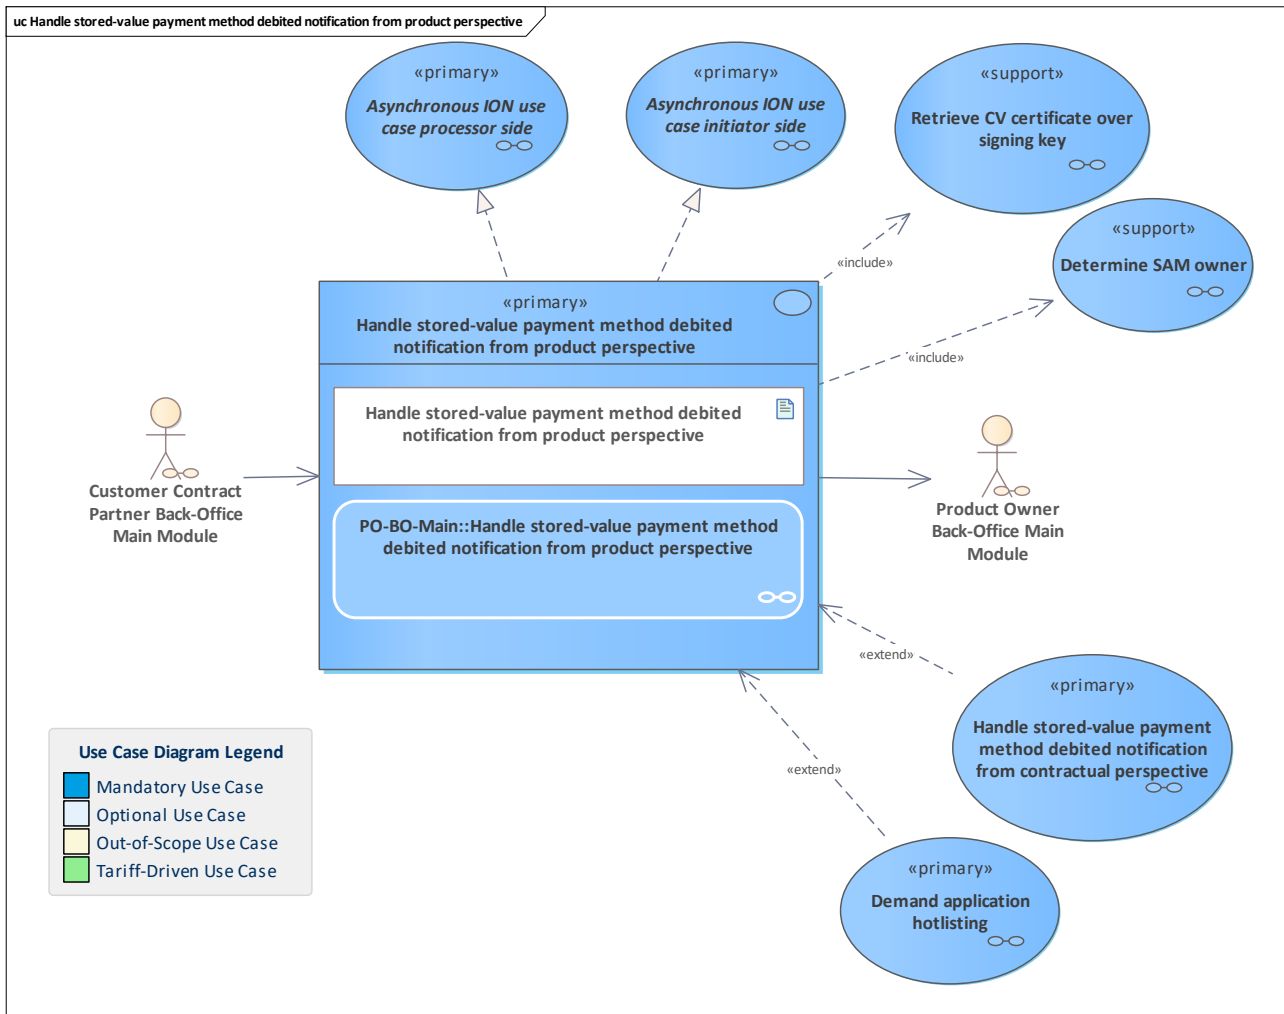 uc Handle stored-value payment method debited notification from product perspective
«primary»
Asynchronous ION use
case processor side
«primary»
Asynchronous ION use
case initiator side
«support»
Retrieve CV certificate over
signing key
«support»
Determine SAM owner
«include»
«include»
«primary»
Handle stored-value payment method debited
notification from product perspective
Handle stored-value payment method debited
notification from product perspective
PO-BO-Main::Handle stored-value payment method
debited notification from product perspective
Customer Contract
Partner Back-Office
Main Module
Product Owner
Back-Office Main
Module
«extend»
«extend»
«primary»
Handle stored-value payment
method debited notification
from contractual perspective
«primary»
Demand application
hotlisting
Use Case Diagram Legend
Mandatory Use Case
Optional Use Case
Out-of-Scope Use Case
Tariff-Driven Use Case